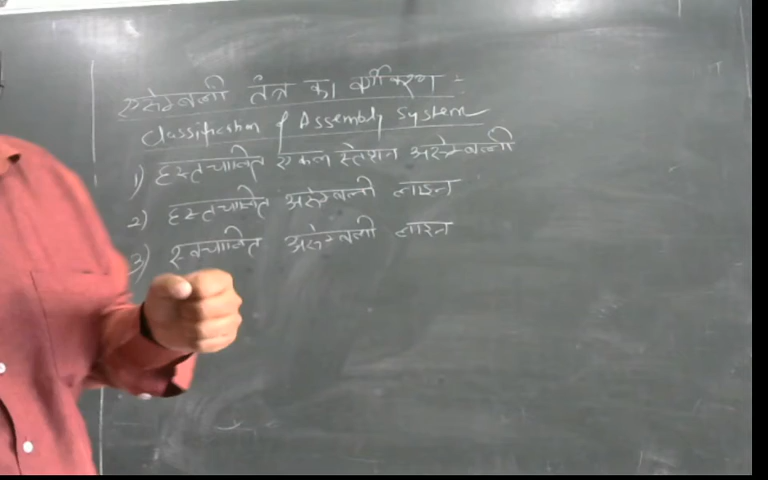 एसेम्बली तंत्र का वर्गीकरण :-
Classification of Assembly System
1) हस्तचालित एकल स्टेशन असेम्बली
2) हस्तचालित असेम्बली लाइन
3) स्वचालित असेम्बली लाइन